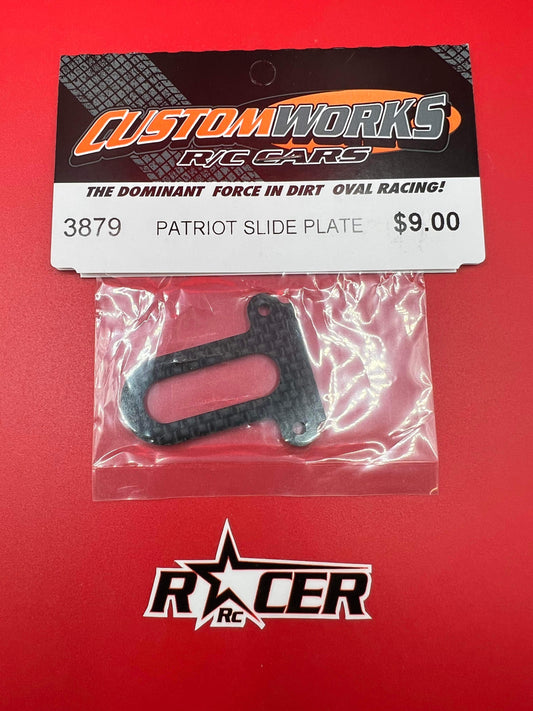 CUSTOMWORKS
R/C CARS
THE DOMINANT FORCE IN DIRT OVAL RACING!
3879 PATRIOT SLIDE PLATE $9.00
RACER
RC